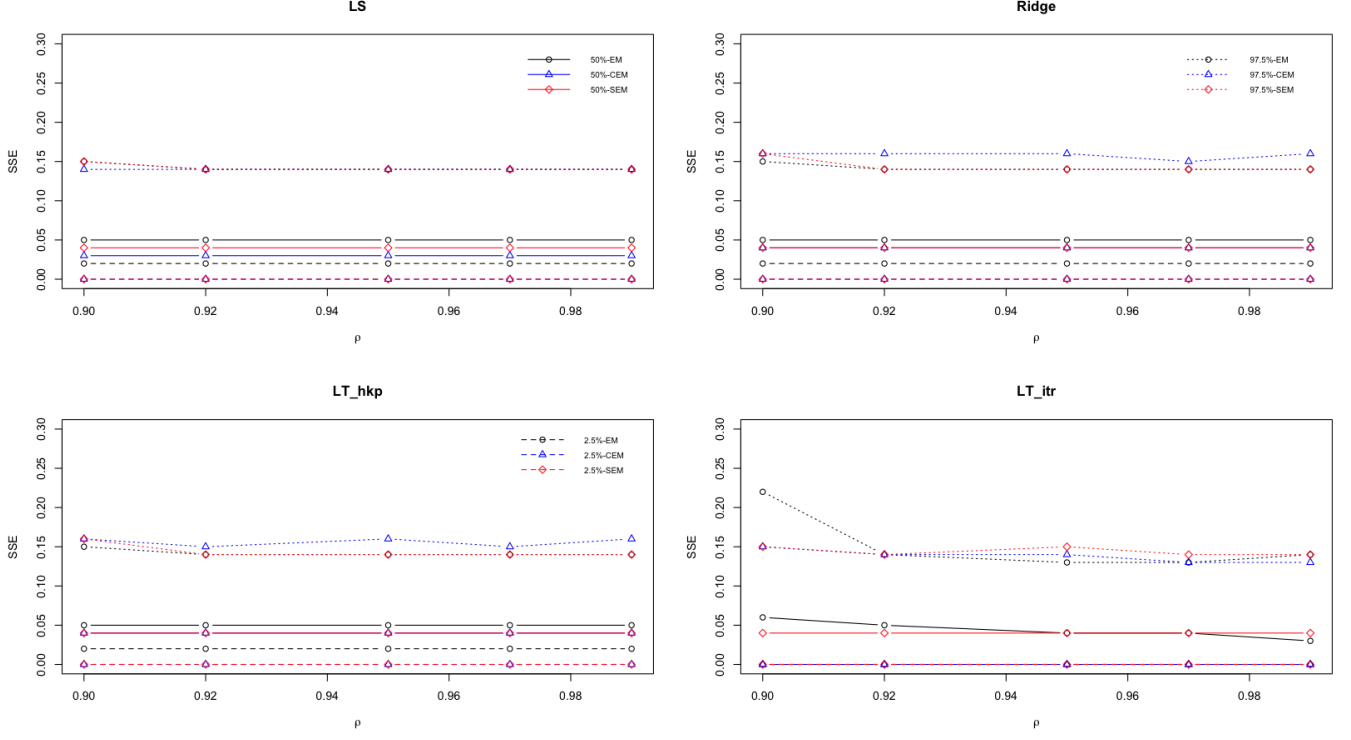 LS
SSE
0.30
0.25
0.20
0.15
0.10
0.05
0.00
50%-EM
50%-CEM
50%-SEM
0.90 0.92 0.94 0.96 0.98
ρ
Ridge
SSE
0.30
0.25
0.20
0.15
0.10
0.05
0.00
97.5%-EM
97.5%-CEM
97.5%-SEM
0.90 0.92 0.94 0.96 0.98
ρ
LT_hkp
SSE
0.30
0.25
0.20
0.15
0.10
0.05
0.00
2.5%-EM
2.5%-CEM
2.5%-SEM
0.90 0.92 0.94 0.96 0.98
ρ
LT_itr
SSE
0.30
0.25
0.20
0.15
0.10
0.05
0.00
0.90 0.92 0.94 0.96 0.98
ρ